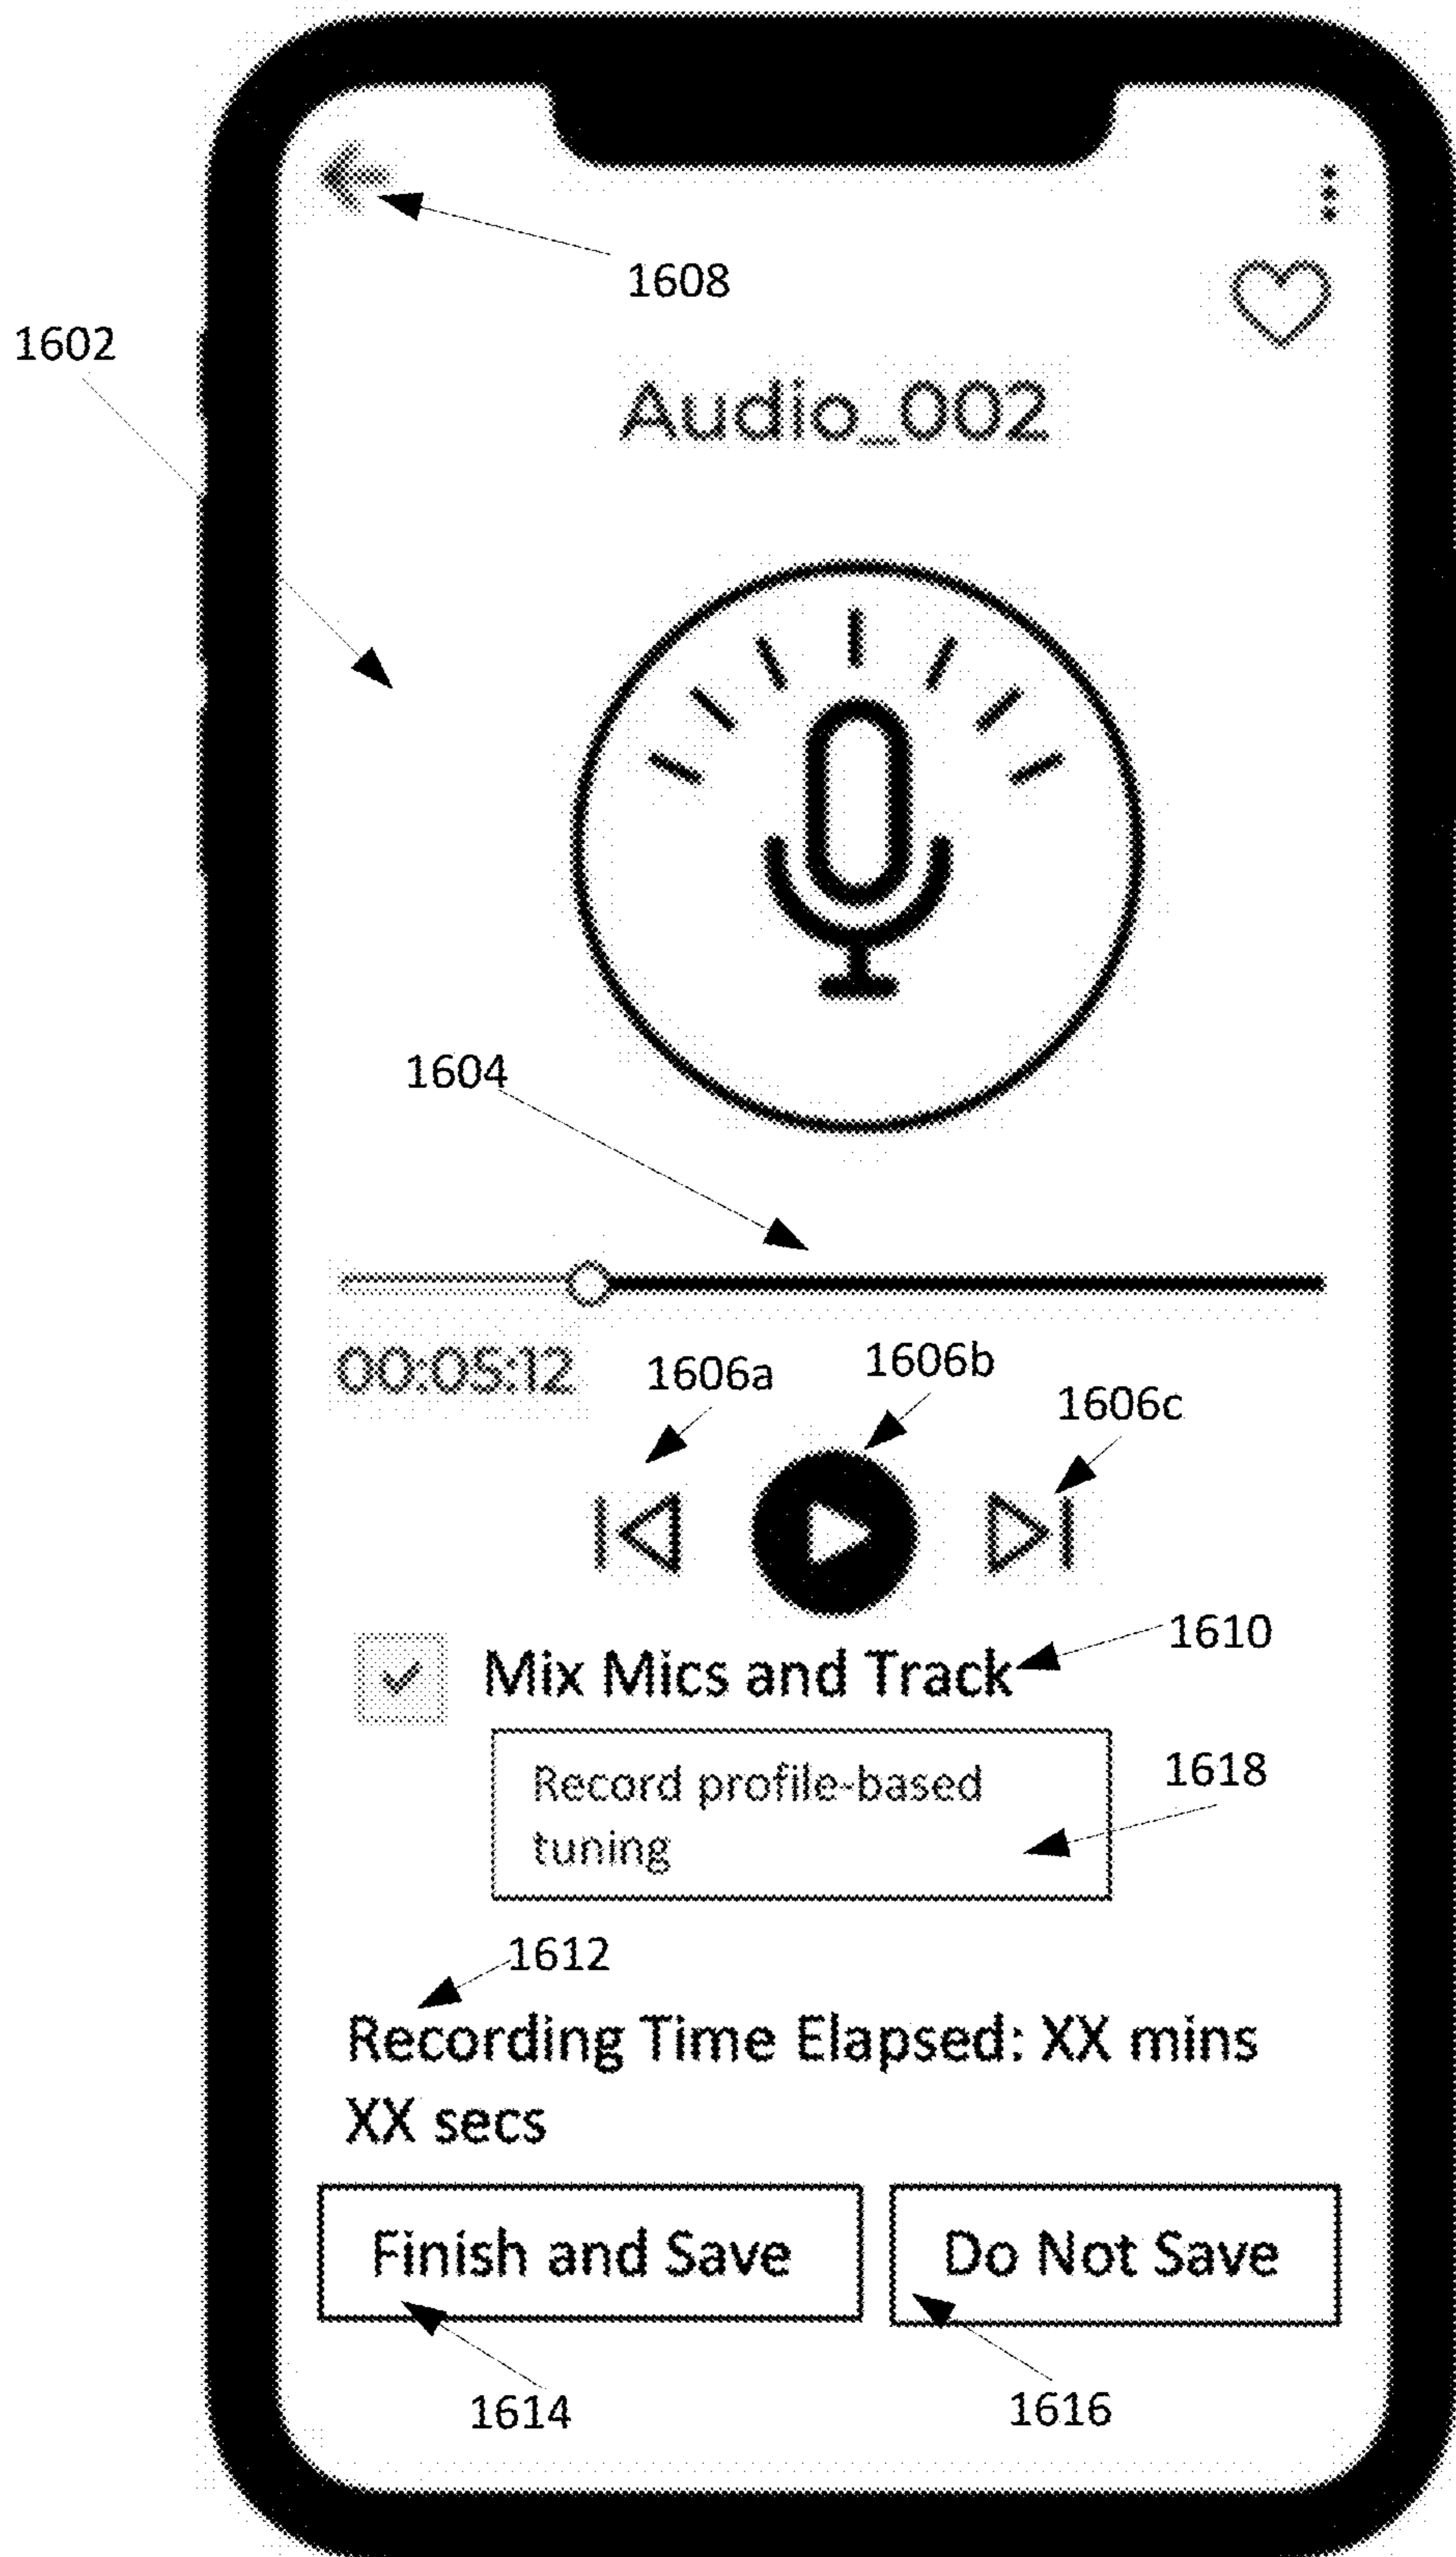 1608
1602
Audio_002
1604
00:05:12
1606a
1606b
1606c
1610
Mix Mics and Track
Record profile-based
tuning
1618
1612
Recording Time Elapsed: XX mins
XX secs
Finish and Save
Do Not Save
1614
1616